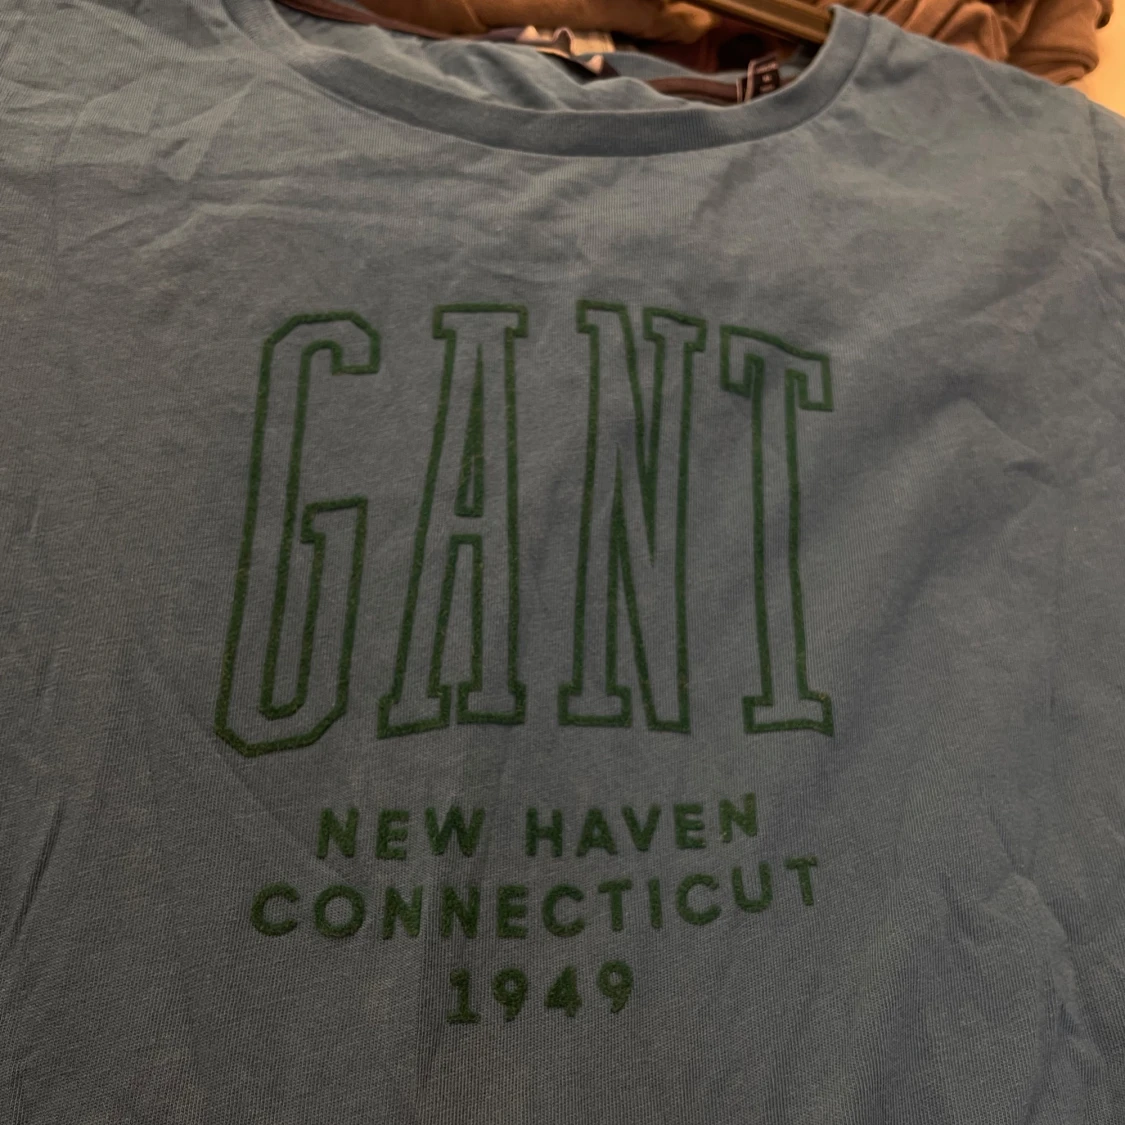 GANT
NEW HAVEN
CONNECTICUT
1949